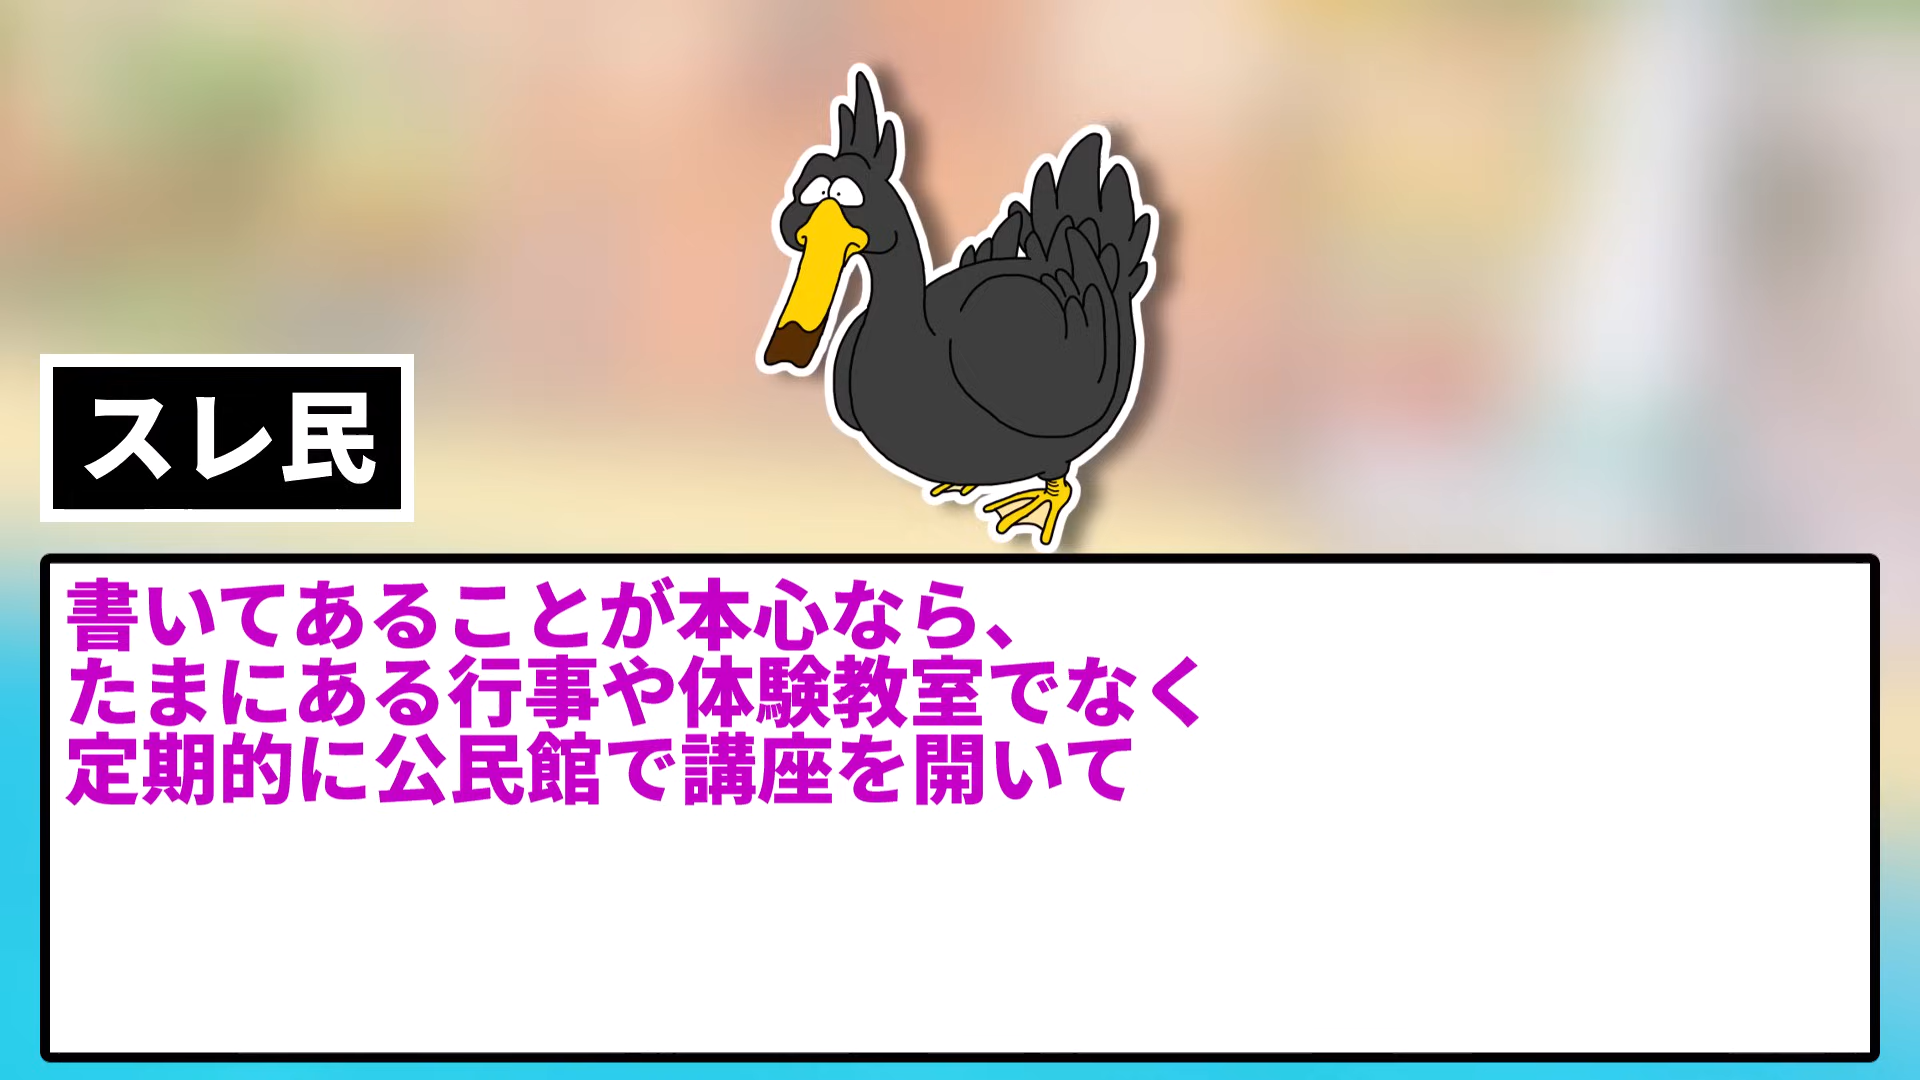 スレ民
書いてあることが本心なら、
たまにある行事や体験教室でなく
定期的に公民館で講座を開いて